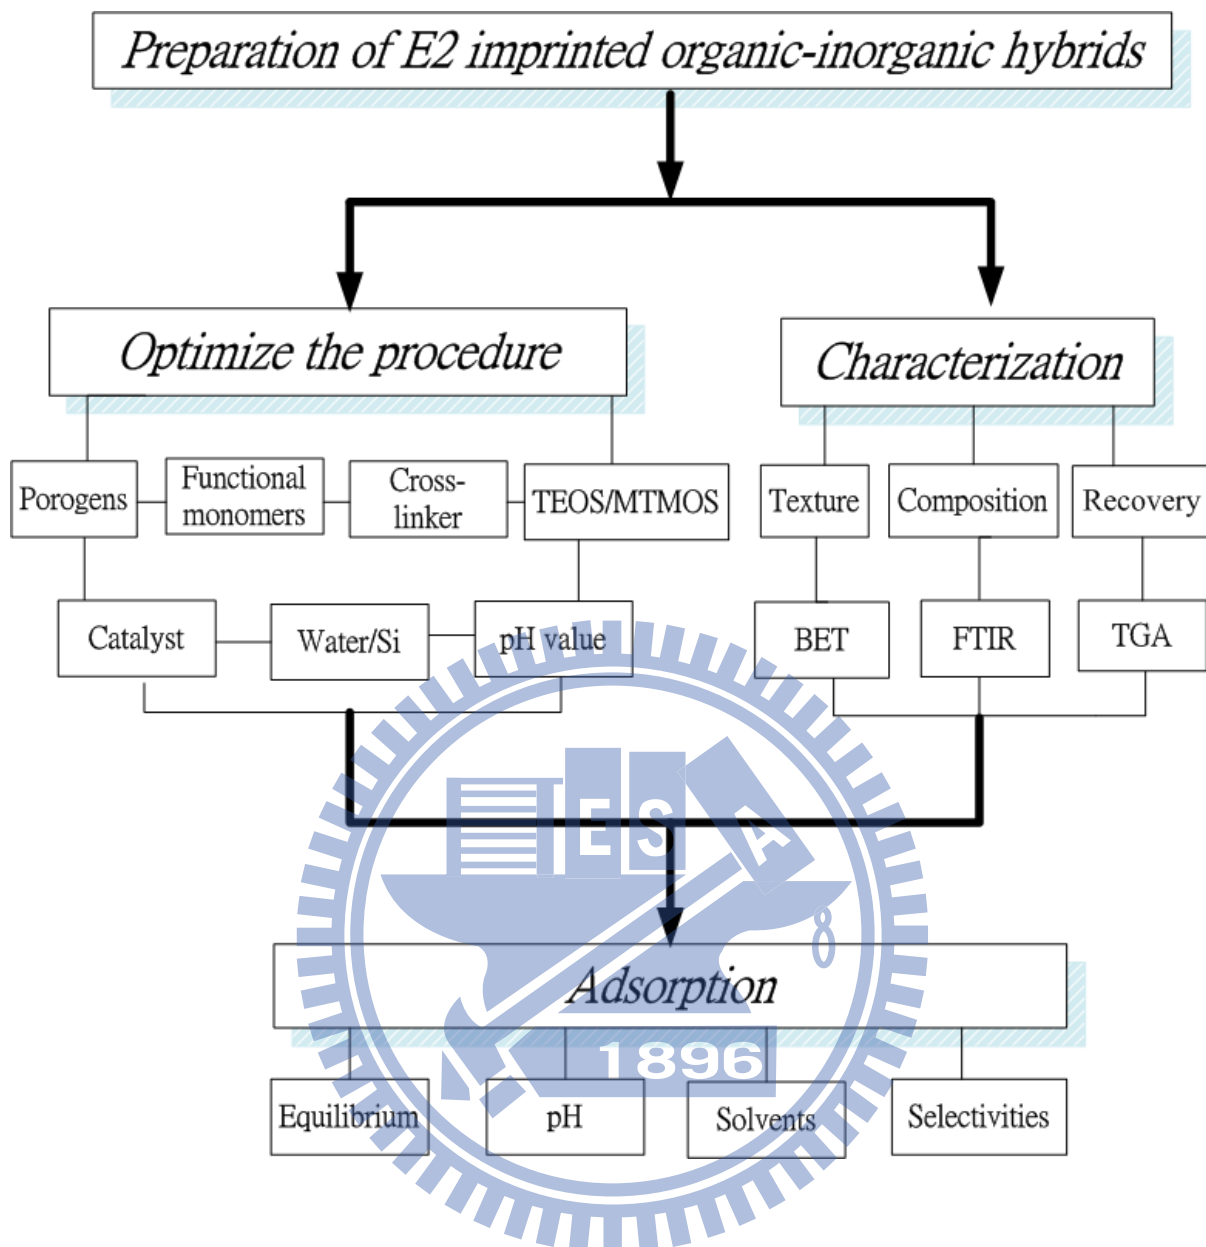 Preparation of E2 imprinted organic-inorganic hybrids
Optimize the procedure
Characterization
Porogens
Functional
monomers
Cross-
linker
TEOS/MTMOS
Texture
Composition
Recovery
Catalyst
Water/Si
pH value
BET
FTIR
TGA
E S A
Adsorption
1896
Equilibrium
pH
Solvents
Selectivities